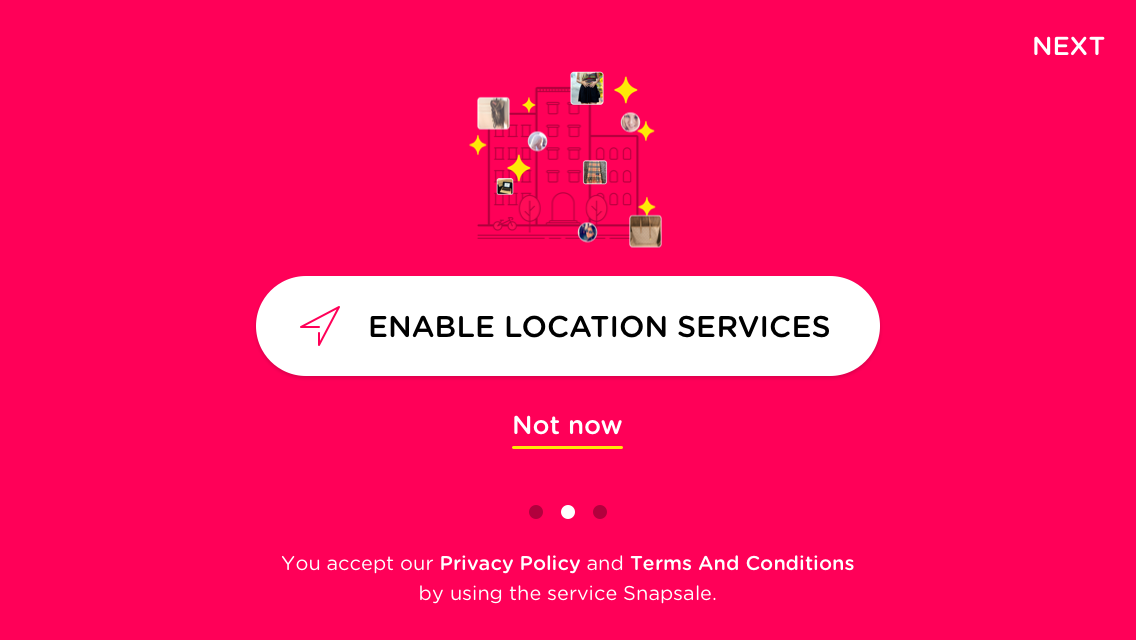 NEXT
ENABLE LOCATION SERVICES
Not now
You accept our Privacy Policy and Terms And Conditions
by using the service Snapsale.